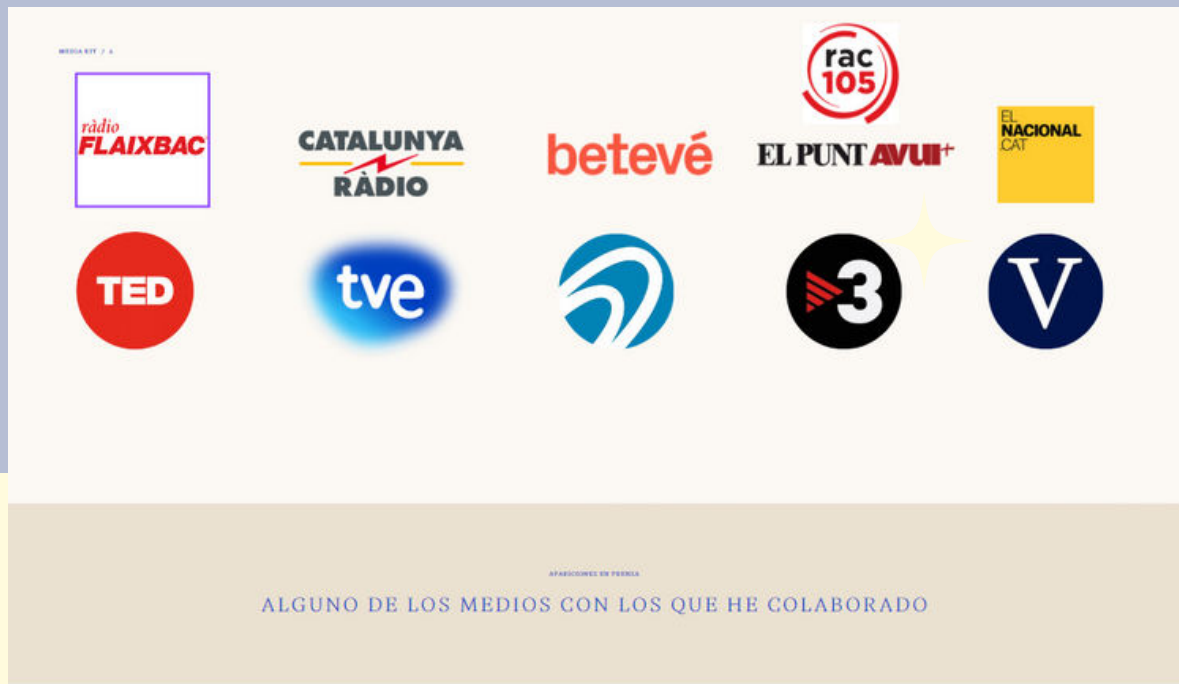 MEDIA KIT / 6
ràdio
FLAIXBAC
CATALUNYA
RÀDIO
betevé
rac
105
EL PUNT AVUI+
EL
NACIONAL
.CAT
TED
tve
3
V
APARICIONES EN PRENSA
ALGUNO DE LOS MEDIOS CON LOS QUE HE COLABORADO